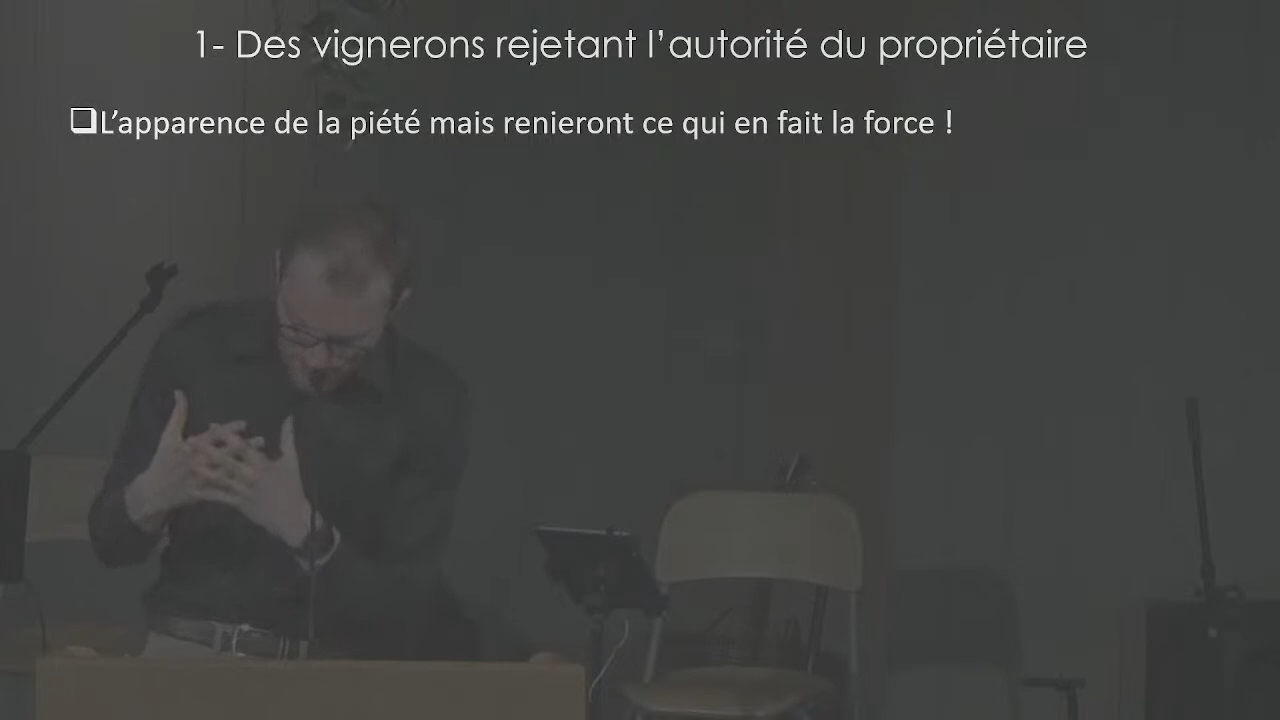 1- Des vignerons rejetant l’autorité du propriétaire
❑L’apparence de la piété mais renieront ce qui en fait la force !